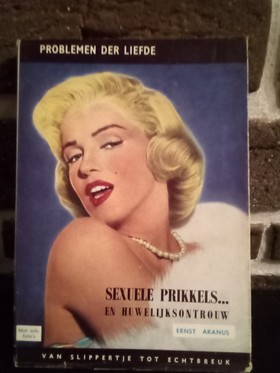 PROBLEMEN DER LIEFDE
SEXUELE PRIKKELS...
EN HUWELIJKSONTROUW
ERNST ARANUS
VAN SLIPPERTJE TOT ECHTBREUK